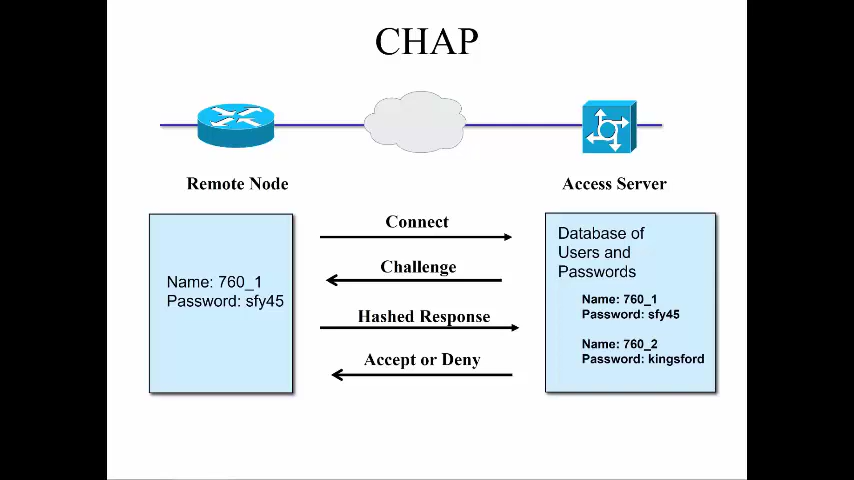 CHAP
Remote Node
Access Server
Connect
Challenge
Hashed Response
Accept or Deny
Name: 760_1
Password: sfy45
Database of
Users and
Passwords
Name: 760_1
Password: sfy45
Name: 760_2
Password: kingsford